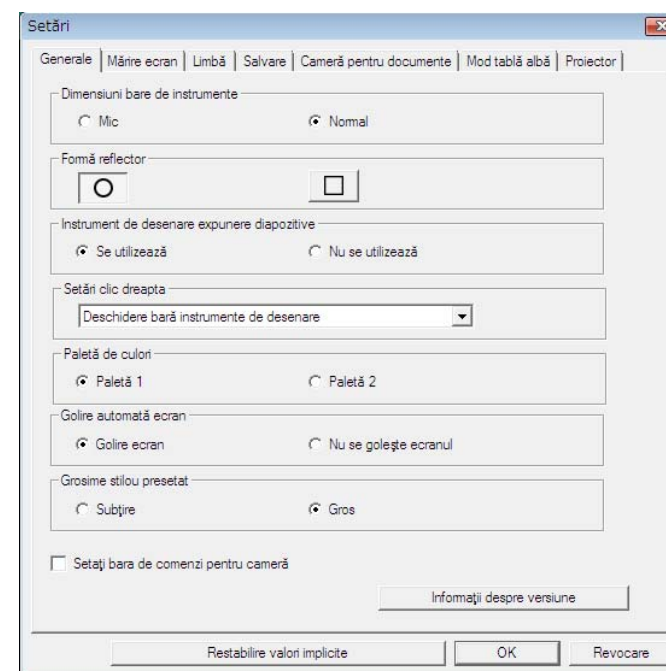 Setări
Generale Mărire ecran Limbă Salvare Cameră pentru documente Mod tablă albă Proiector
Dimensiuni bare de instrumente
Mic Normal
Formă reflector
Instrument de desenare expunere diapozitive
Se utilizează Nu se utilizează
Setări clic dreapta
Deschidere bară instrumente de desenare
Paletă de culori
Paletă 1 Paletă 2
Golire automată ecran
Golire ecran Nu se goleşte ecranul
Grosime stilou presetat
Subţire Gros
Setaţi bara de comenzi pentru cameră
Informaţii despre versiune
Restabilire valori implicite OK Revocare